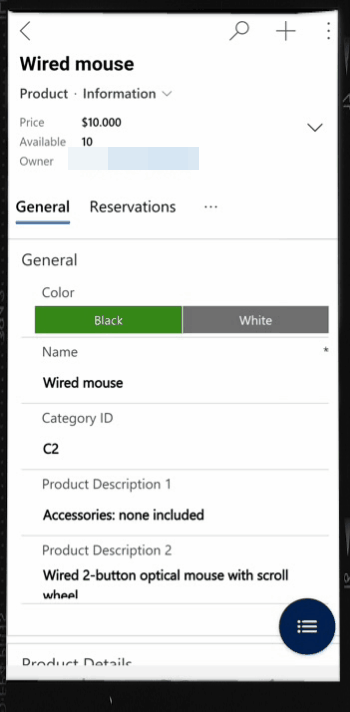 Wired mouse
Product · Information
Price $10.000
Available 10
Owner
General Reservations ...
General
Color
Black White
Name *
Wired mouse
Category ID
C2
Product Description 1
Accessories: none included
Product Description 2
Wired 2-button optical mouse with scroll
wheel
Product Details